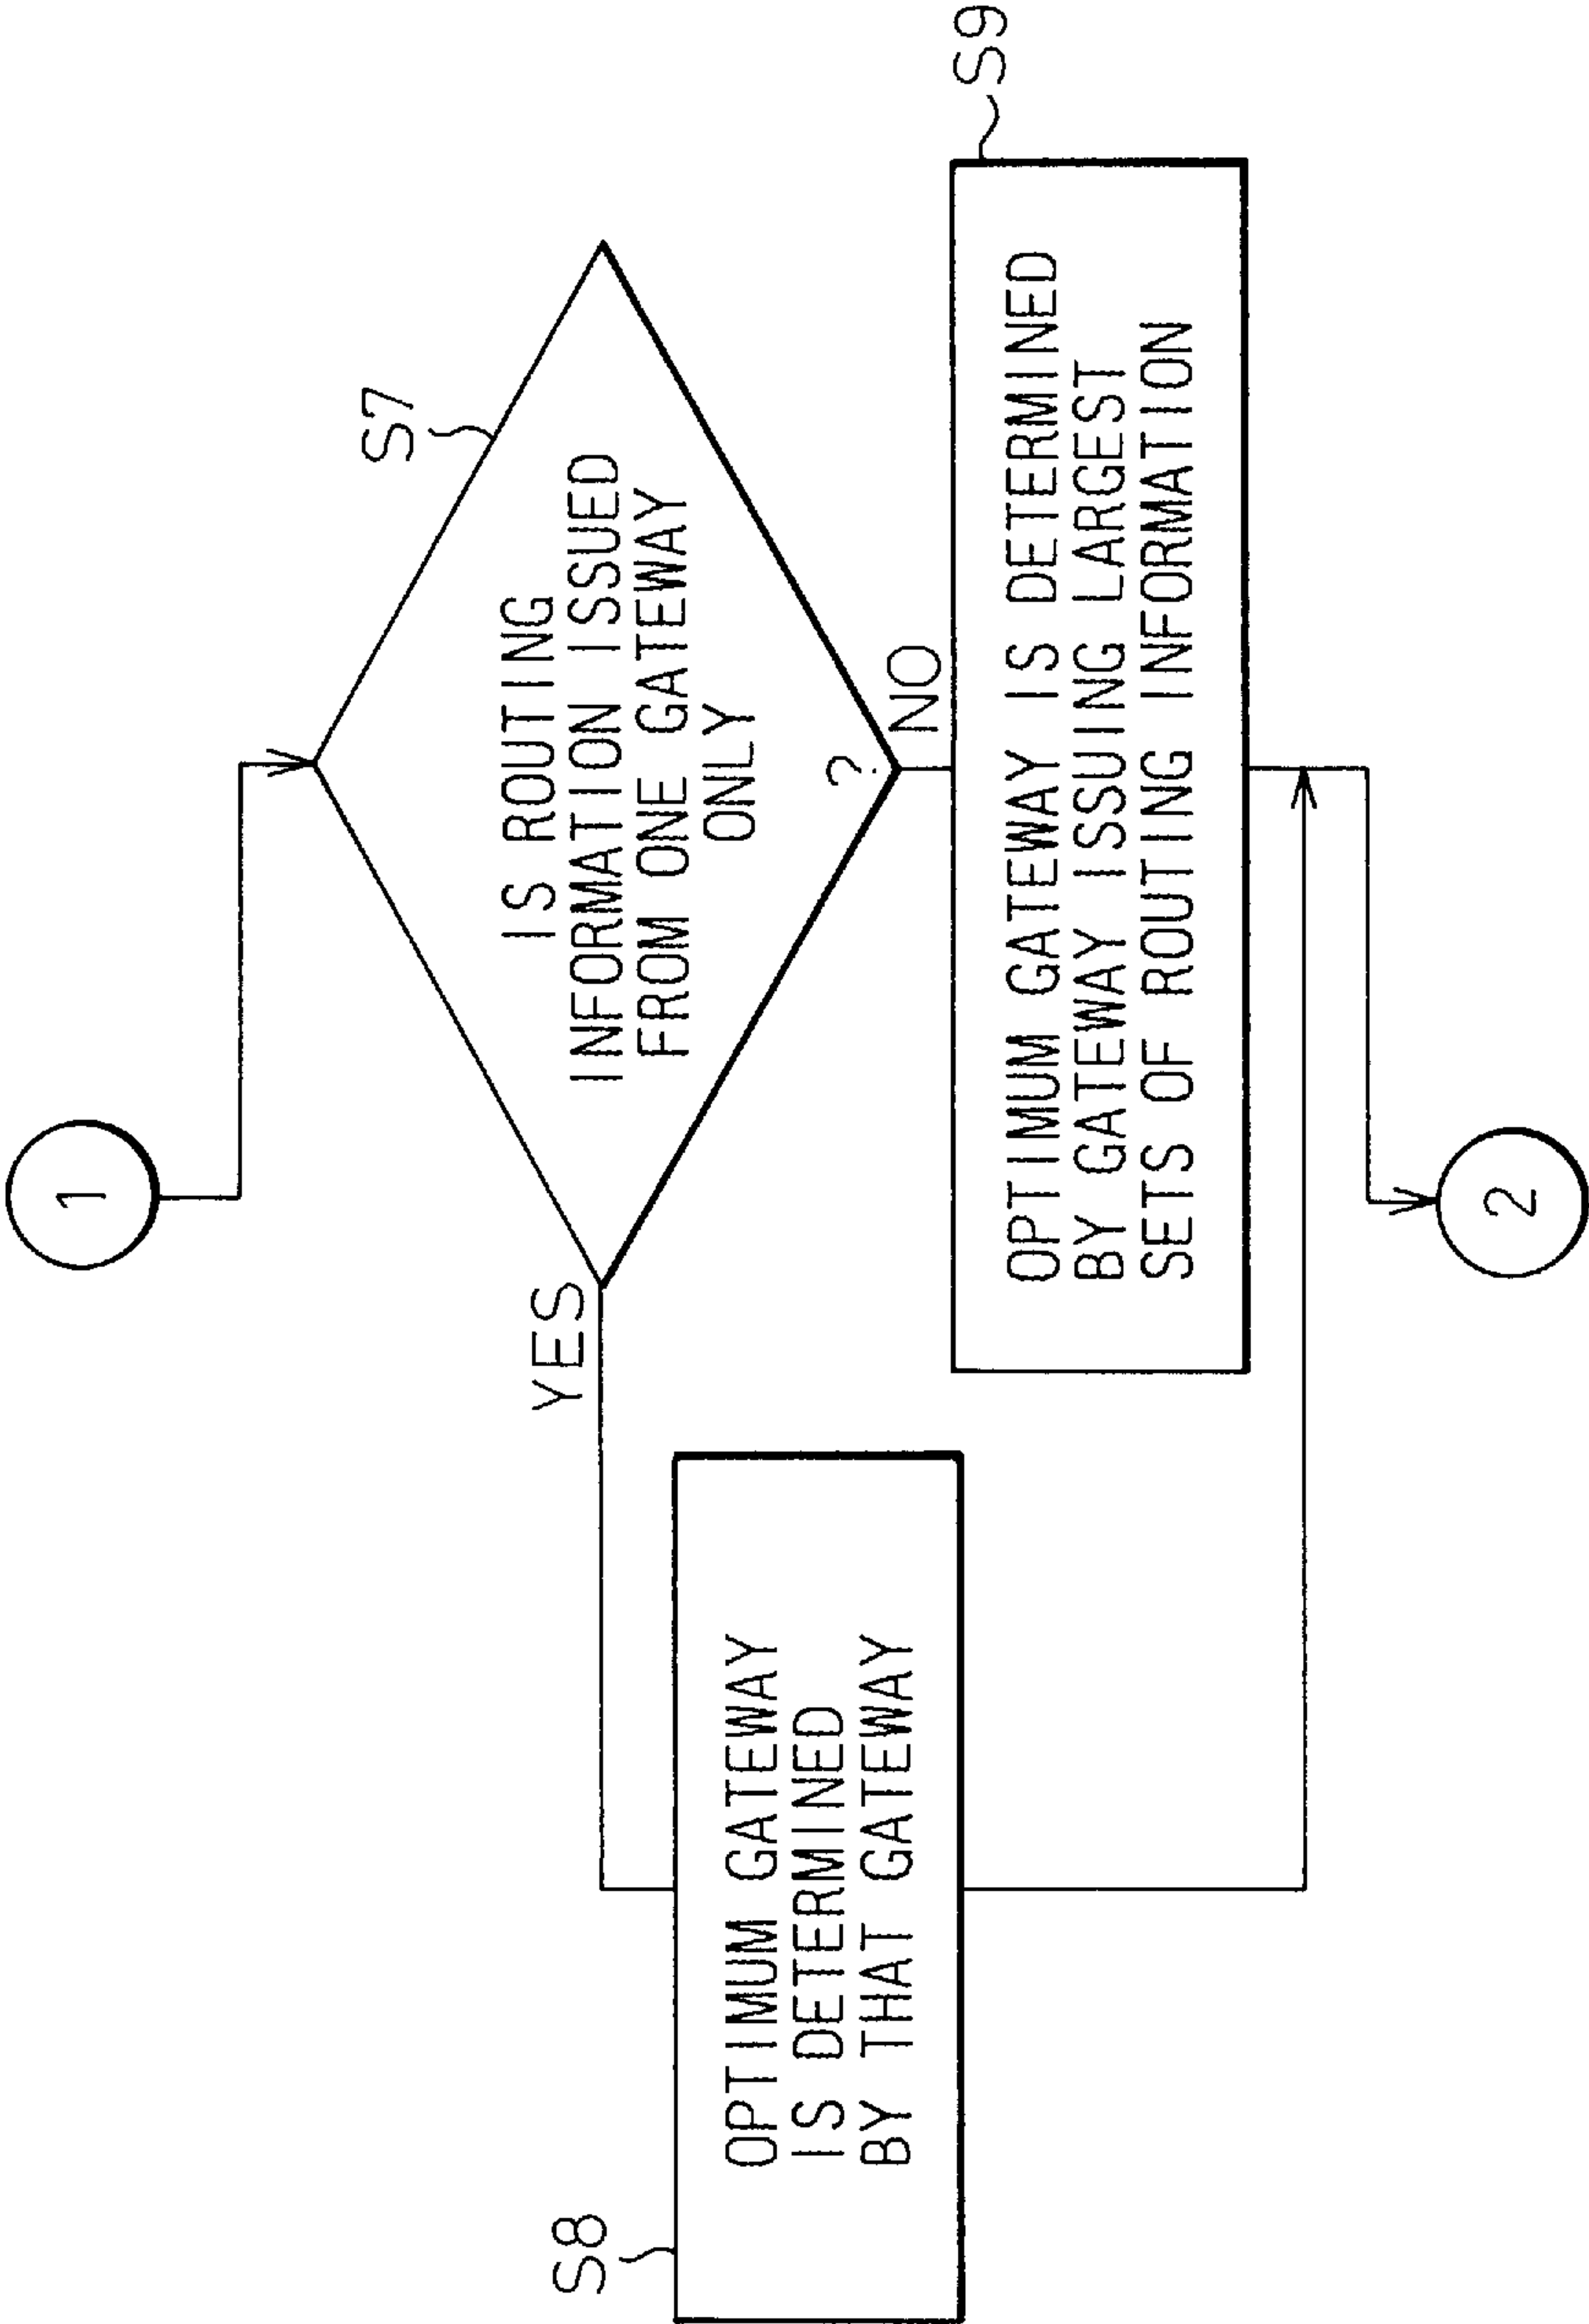 1
S7
IS ROUTING
INFORMATION ISSUED
FROM ONE GATEWAY
ONLY
?
YES
NO
S8
OPTIMUM GATEWAY
IS DETERMINED
BY THAT GATEWAY
S9
OPTIMUM GATEWAY IS DETERMINED
BY GATEWAY ISSUING LARGEST
SETS OF ROUTING INFORMATION
2